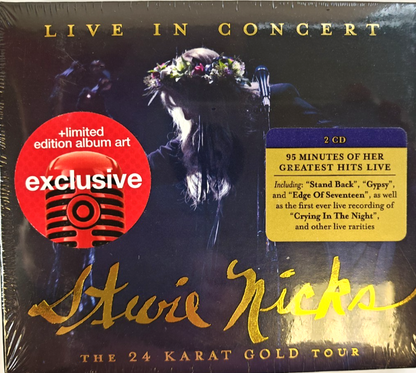 LIVE IN CONCERT
+limited
edition album art
exclusive
2 CD
95 MINUTES OF HER
GREATEST HITS LIVE
Including: "Stand Back", "Gypsy",
and "Edge Of Seventeen", as well
as the first ever live recording of
"Crying In The Night",
and other live rarities
Stevie Nicks
THE 24 KARAT GOLD TOUR